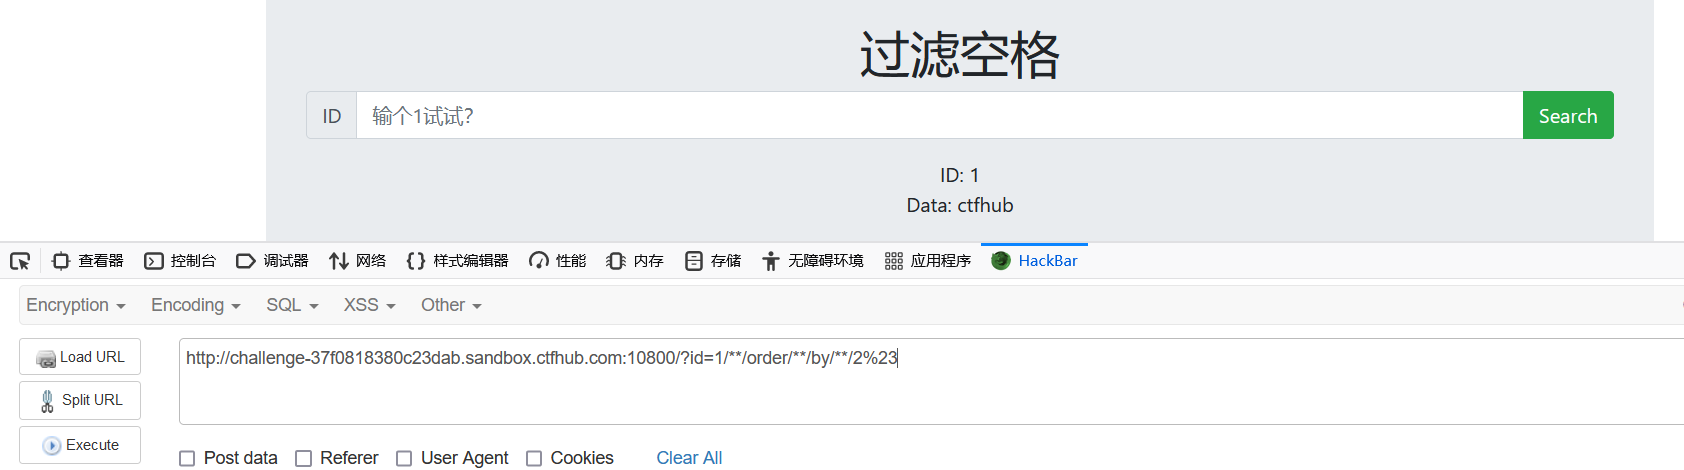 过滤空格
ID 输个1试试? Search
ID: 1
Data: ctfhub
查看器 控制台 调试器 网络 样式编辑器 性能 内存 存储 无障碍环境 应用程序 HackBar
Encryption Encoding SQL XSS Other
Load URL http://challenge-37f0818380c23dab.sandbox.ctfhub.com:10800/?id=1/**/order/**/by/**/2%23
Split URL
Execute
Post data Referer User Agent Cookies Clear All